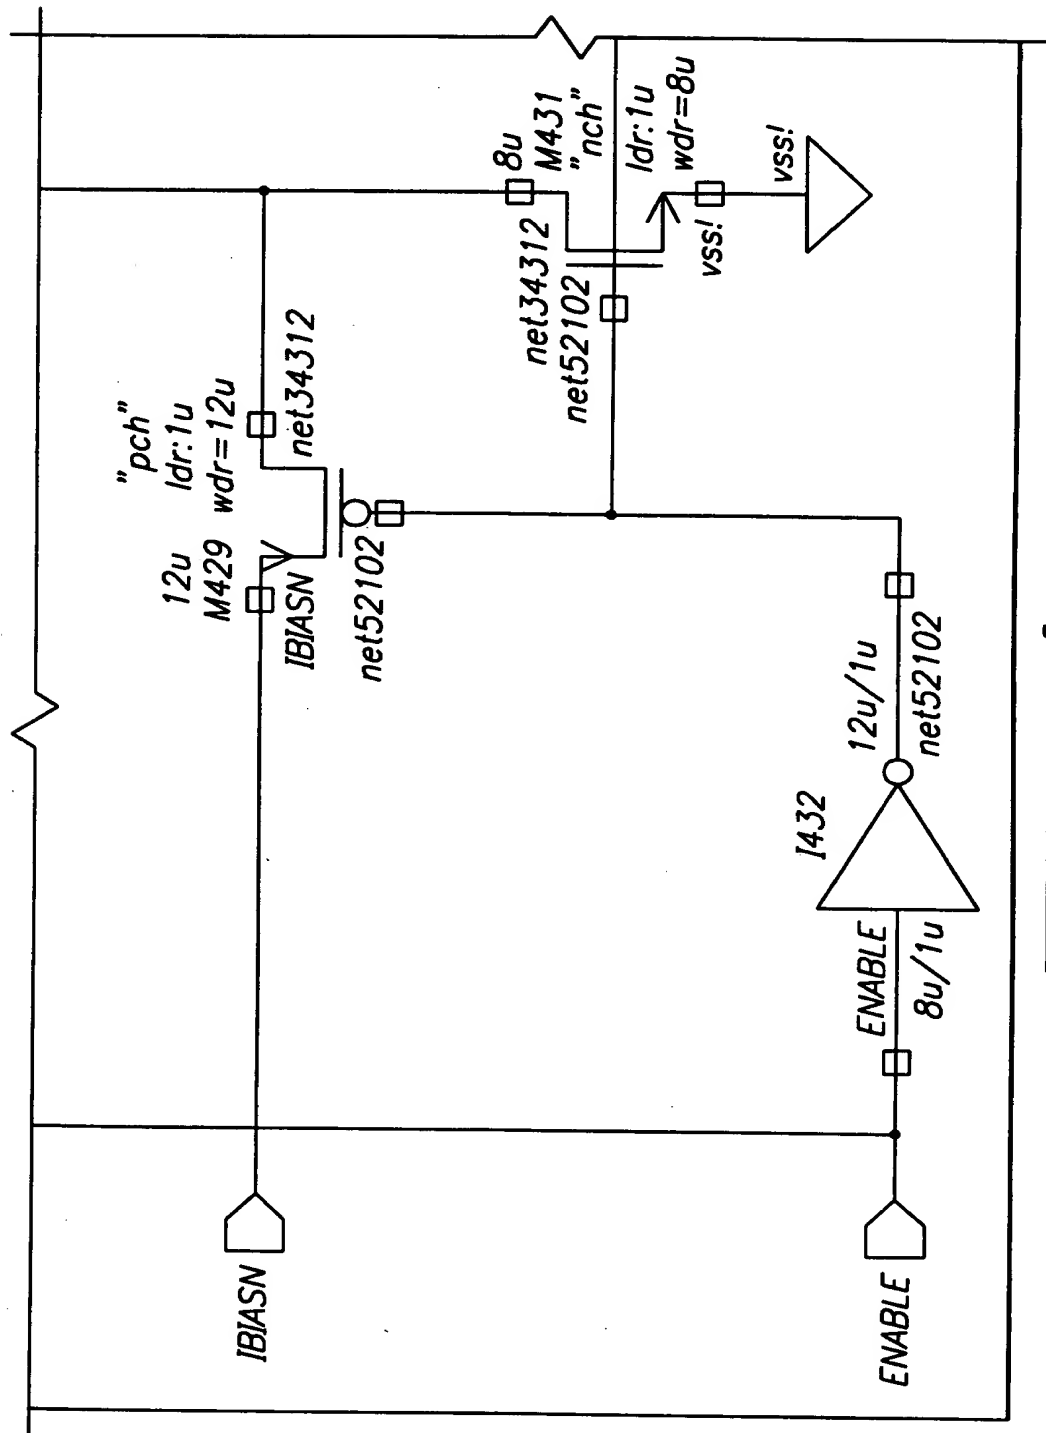 IBIASN
12u
M429
"pch"
ldr:1u
wdr=12u
IBIASN
net34312
net52102
8u
M431
"nch"
net34312
net52102
ldr:1u
wdr=8u
vss!
vss!
I432
ENABLE
ENABLE
8u/1u
12u/1u
net52102